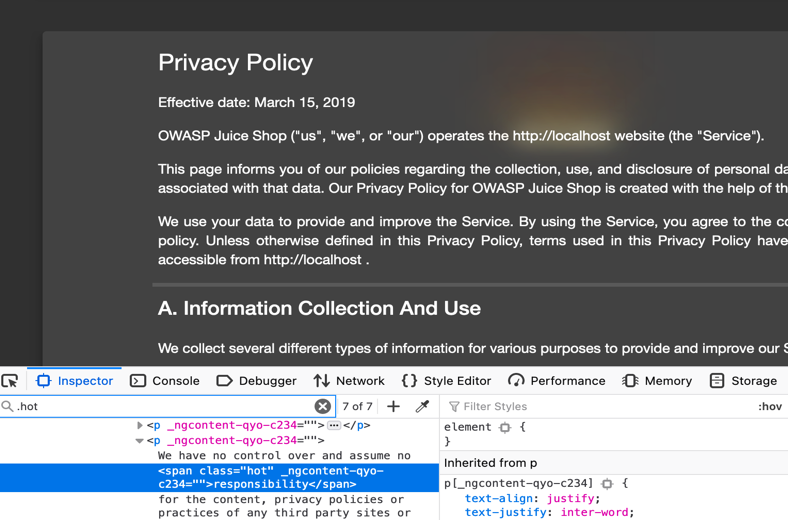 Privacy Policy
Effective date: March 15, 2019
OWASP Juice Shop ("us", "we", or "our") operates the http://localhost website (the "Service").
This page informs you of our policies regarding the collection, use, and disclosure of personal da
associated with that data. Our Privacy Policy for OWASP Juice Shop is created with the help of th
We use your data to provide and improve the Service. By using the Service, you agree to the co
policy. Unless otherwise defined in this Privacy Policy, terms used in this Privacy Policy have
accessible from http://localhost .
A. Information Collection And Use
We collect several different types of information for various purposes to provide and improve our S
Inspector Console Debugger Network {} Style Editor Performance Memory Storage
.hot 7 of 7 + Filter Styles :hov
<p _ngcontent-qyo-c234=""> ••• </p>
<p _ngcontent-qyo-c234="">
We have no control over and assume no
<span class="hot" _ngcontent-qyo-
c234="">responsibility</span>
for the content, privacy policies or
practices of any third party sites or
element {
}
Inherited from p
p[_ngcontent-qyo-c234] {
text-align: justify;
text-justify: inter-word;